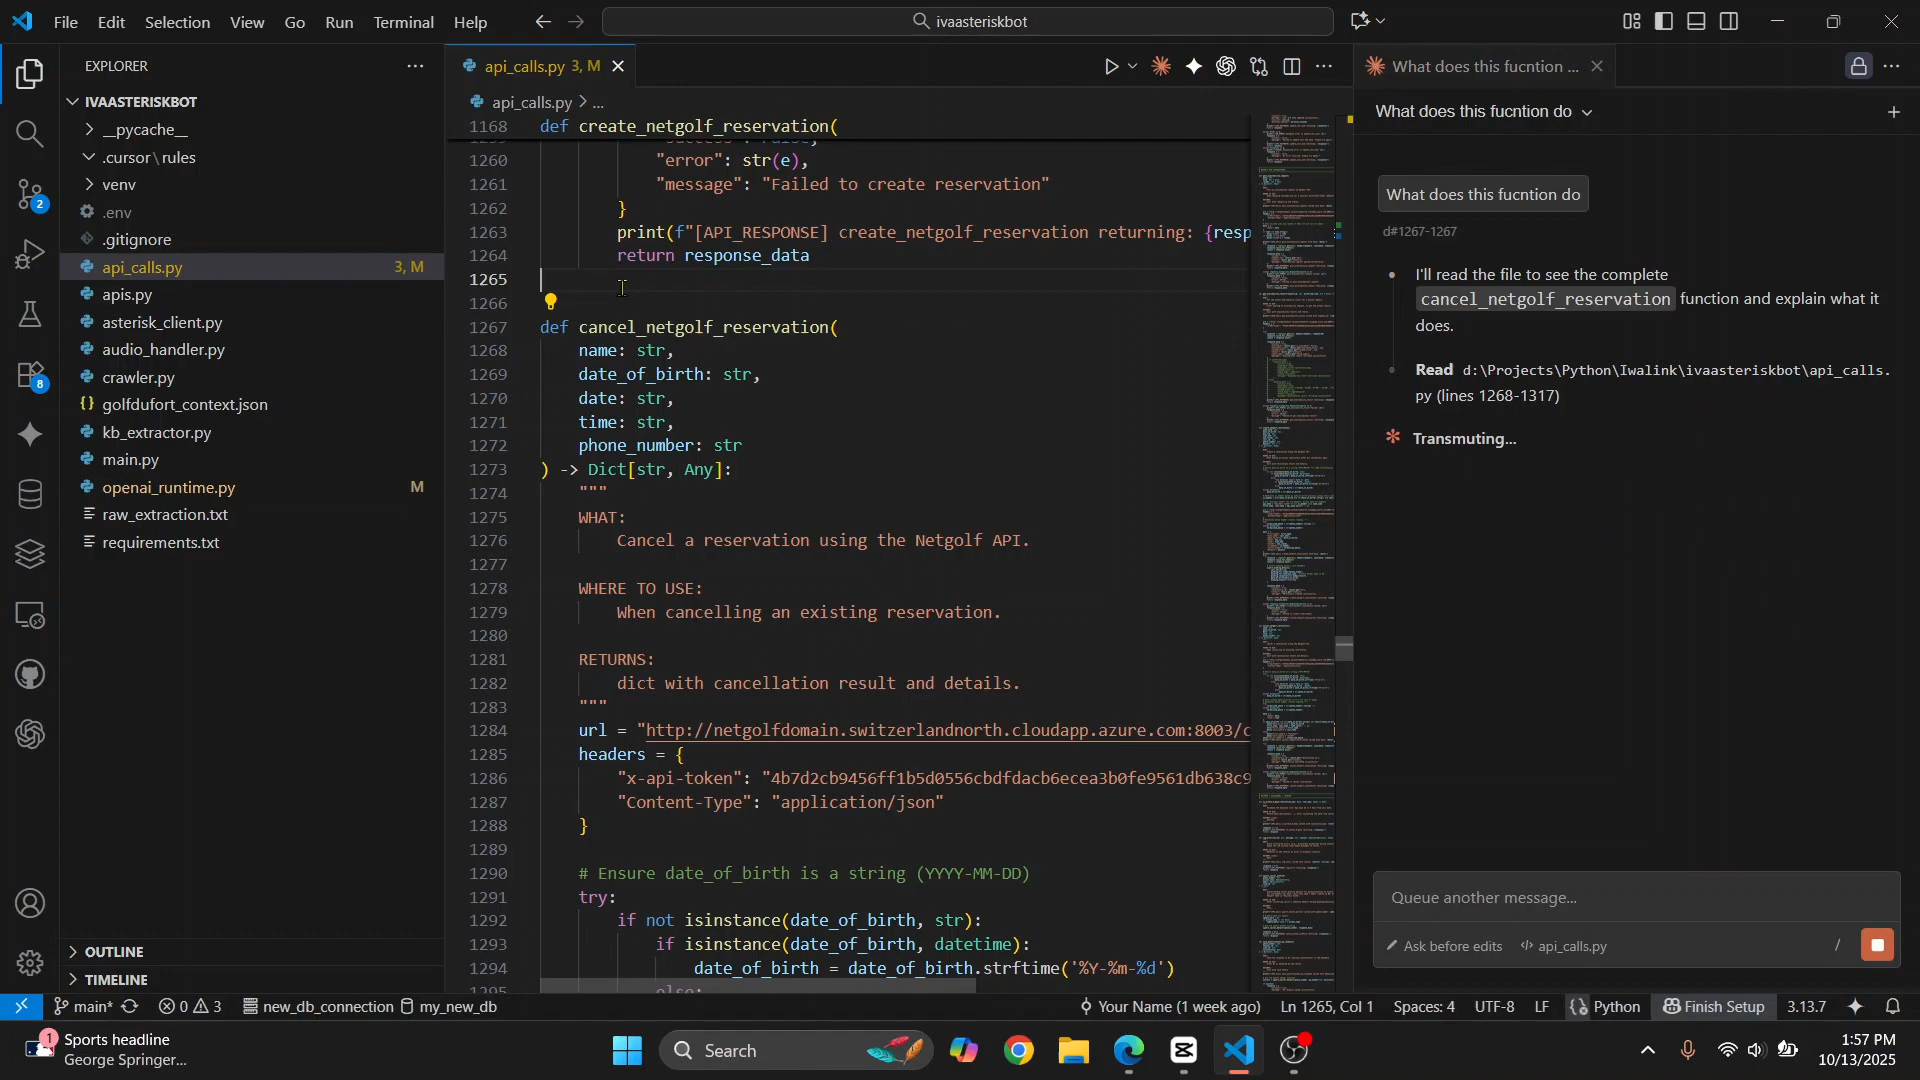 File Edit Selection View Go Run Terminal Help
ivaasteriskbot
EXPLORER
IVAASTERISKBOT
__pycache__
.cursor\rules
venv
.env
.gitignore
api_calls.py 3, M
apis.py
asterisk_client.py
audio_handler.py
crawler.py
golfdufort_context.json
kb_extractor.py
main.py
openai_runtime.py M
raw_extraction.txt
requirements.txt
OUTLINE
TIMELINE
2
8
api_calls.py 3, M
api_calls.py > ...
1168 def create_netgolf_reservation(
1260 "error": str(e),
1261 "message": "Failed to create reservation"
1262 }
1263 print(f"[API_RESPONSE] create_netgolf_reservation returning: {resp
1264 return response_data
1265
1266
1267 def cancel_netgolf_reservation(
1268 name: str,
1269 date_of_birth: str,
1270 date: str,
1271 time: str,
1272 phone_number: str
1273 ) -> Dict[str, Any]:
1274 """
1275 WHAT:
1276 Cancel a reservation using the Netgolf API.
1277
1278 WHERE TO USE:
1279 When cancelling an existing reservation.
1280
1281 RETURNS:
1282 dict with cancellation result and details.
1283 """
1284 url = "http://netgolfdomain.switzerlandnorth.cloudapp.azure.com:8003/c
1285 headers = {
1286 "x-api-token": "4b7d2cb9456ff1b5d0556cbdfdacb6ecea3b0fe9561db638c9
1287 "Content-Type": "application/json"
1288 }
1289
1290 # Ensure date_of_birth is a string (YYYY-MM-DD)
1291 try:
1292 if not isinstance(date_of_birth, str):
1293 if isinstance(date_of_birth, datetime):
1294 date_of_birth = date_of_birth.strftime('%Y-%m-%d')
What does this fucntion ...
What does this fucntion do
What does this fucntion do
d#1267-1267
I'll read the file to see the complete
cancel_netgolf_reservation function and explain what it
does.
Read d:\Projects\Python\Iwalink\ivaasteriskbot\api_calls.
py (lines 1268-1317)
Transmuting...
Queue another message...
Ask before edits api_calls.py /
main* 0 3 new_db_connection my_new_db
Your Name (1 week ago) Ln 1265, Col 1 Spaces: 4 UTF-8 LF Python Finish Setup 3.13.7
1
Sports headline
George Springer...
Search
1:57 PM
10/13/2025